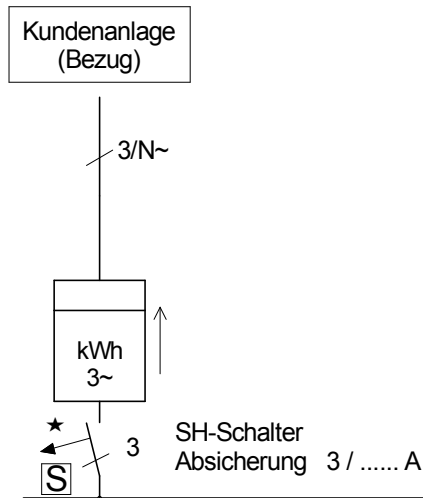 Kundenanlage
(Bezug)
3/N~
kWh
3~
★
3
S
SH-Schalter
Absicherung 3 / ...... A